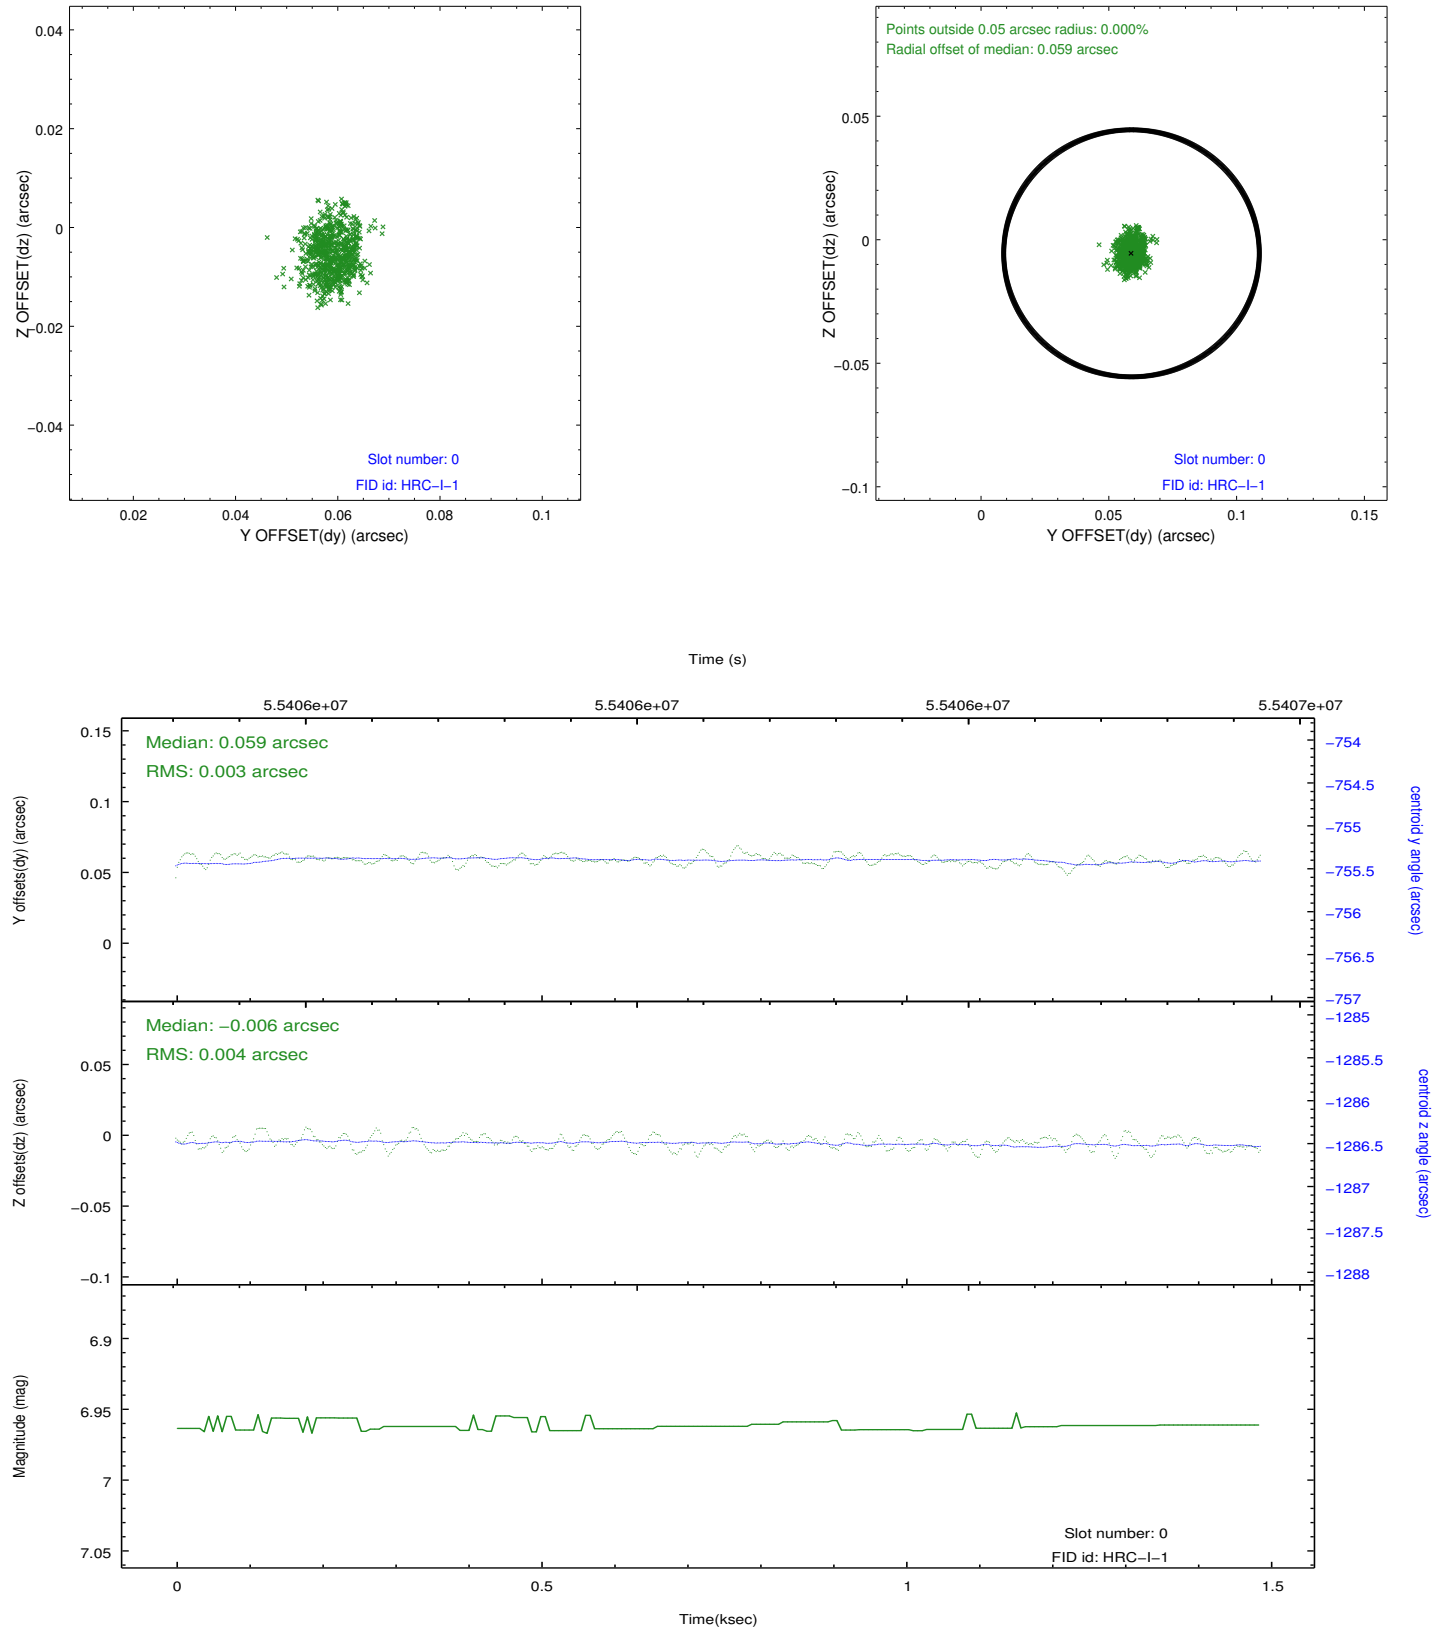 0.04
0.02
0
−0.02
−0.04
Z OFFSET(dz) (arcsec)
Slot number: 0
FID id: HRC−I−1
0.02 0.04 0.06 0.08 0.1
Y OFFSET(dy) (arcsec)
Points outside 0.05 arcsec radius: 0.000%
Radial offset of median: 0.059 arcsec
0.05
0
−0.05
−0.1
Z OFFSET(dz) (arcsec)
Slot number: 0
FID id: HRC−I−1
0 0.05 0.1 0.15
Y OFFSET(dy) (arcsec)
Time (s)
5.5406e+07 5.5406e+07 5.5406e+07 5.5407e+07
Median: 0.059 arcsec
RMS: 0.003 arcsec
0.15
0.1
0.05
0
Y offsets(dy) (arcsec)
−754
−754.5
−755
−755.5
−756
−756.5
−757
centroid y angle (arcsec)
Median: −0.006 arcsec
RMS: 0.004 arcsec
0.05
0
−0.05
−0.1
Z offsets(dz) (arcsec)
−1285
−1285.5
−1286
−1286.5
−1287
−1287.5
−1288
centroid z angle (arcsec)
6.9
6.95
7
7.05
Magnitude (mag)
Slot number: 0
FID id: HRC−I−1
0 0.5 1 1.5
Time(ksec)